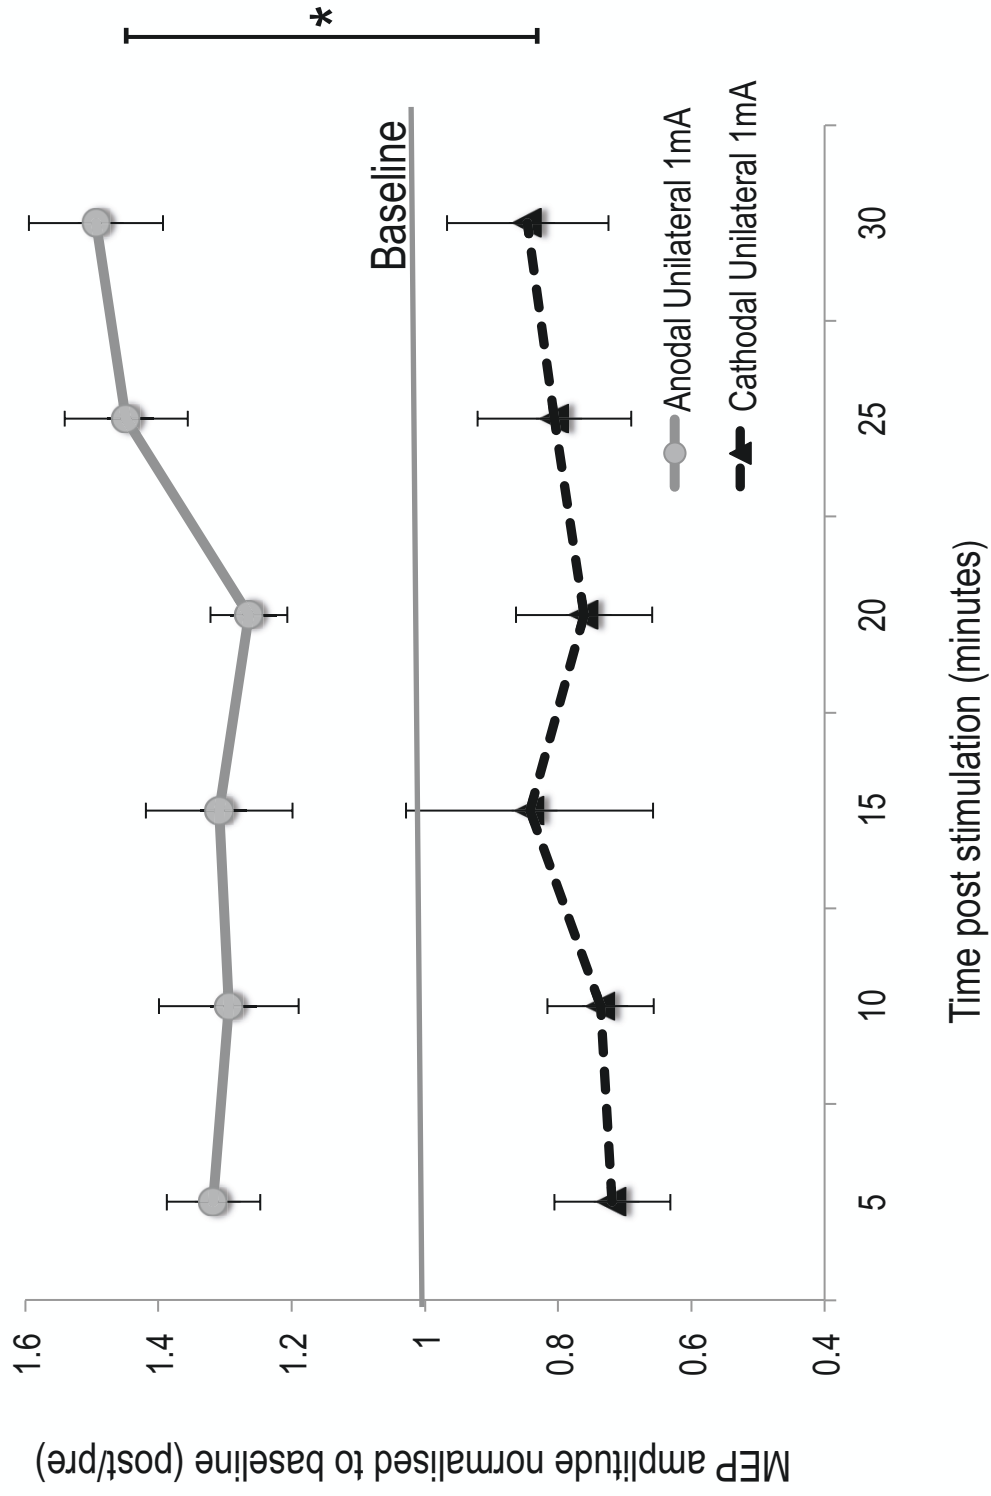 *
Baseline
Anodal Unilateral 1mA
Cathodal Unilateral 1mA
1.6
1.4
1.2
1
0.8
0.6
0.4
5
10
15
20
25
30
Time post stimulation (minutes)
MEP amplitude normalised to baseline (post/pre)